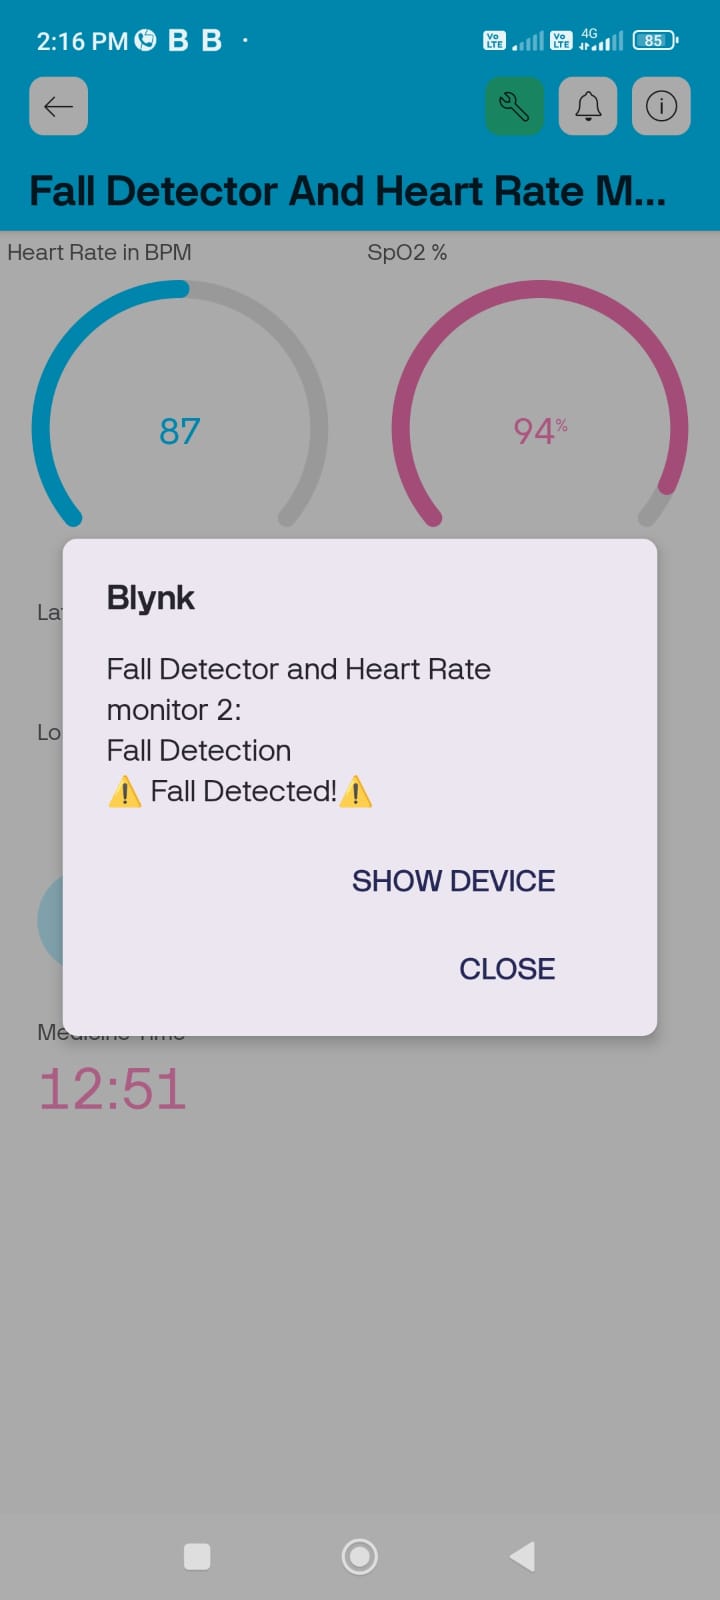 2:16 PM B B
Vo LTE Vo LTE 4G 85
Fall Detector And Heart Rate M...
Heart Rate in BPM SpO2 %
87 94%
La
Blynk
Fall Detector and Heart Rate
monitor 2:
Fall Detection
⚠️ Fall Detected!⚠️
Lo
SHOW DEVICE
CLOSE
Medicine Time
12:51